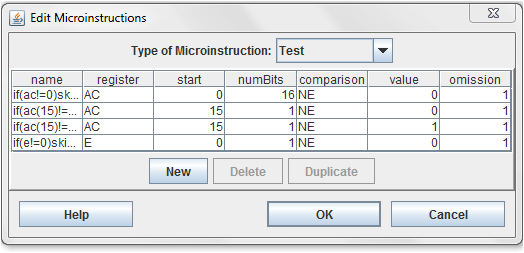 Edit Microinstructions
Type of Microinstruction: Test
name register start numBits comparison value omission
if(ac!=0)sk... AC 0 16 NE 0 1
if(ac(15)!=... AC 15 1 NE 0 1
if(ac(15)!=... AC 15 1 NE 1 1
if(e!=0)ski... E 0 1 NE 0 1
New Delete Duplicate
Help OK Cancel